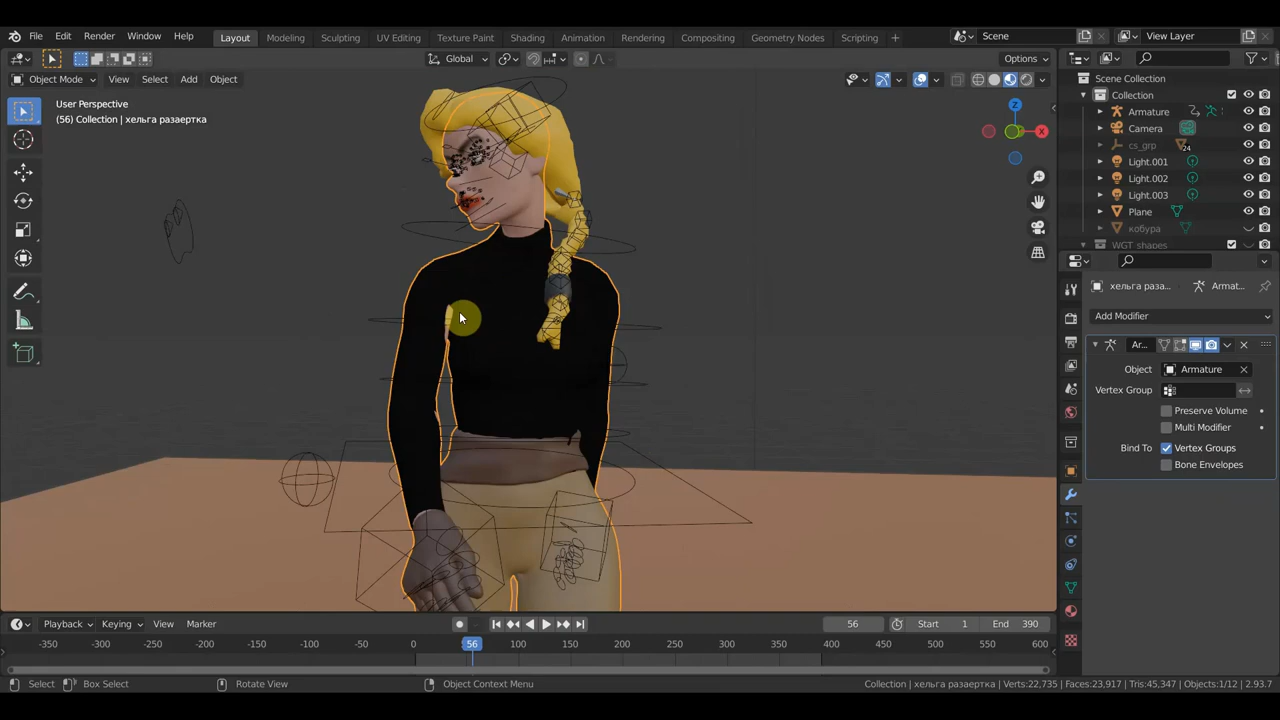 File Edit Render Window Help Layout Modeling Sculpting UV Editing Texture Paint Shading Animation Rendering Compositing Geometry Nodes Scripting + Scene View Layer
Global Options
Object Mode View Select Add Object
User Perspective
(56) Collection | хельга разаертка
Z
X
Scene Collection
Collection
Armature
Camera
cs_grp 24
Light.001
Light.002
Light.003
Plane
кобура
WGT_shapes
хельга разаер... Armat...
Add Modifier
Ar...
Object Armature
Vertex Group
Preserve Volume
Multi Modifier
Bind To Vertex Groups
Bone Envelopes
Playback Keying View Marker 56 Start 1 End 390
-350 -300 -250 -200 -150 -100 -50 0 56 100 150 200 250 300 350 400 450 500 550 600
Select Box Select Rotate View Object Context Menu Collection | хельга разаертка | Verts:22,735 | Faces:23,917 | Tris:45,347 | Objects:1/12 | 2.93.7